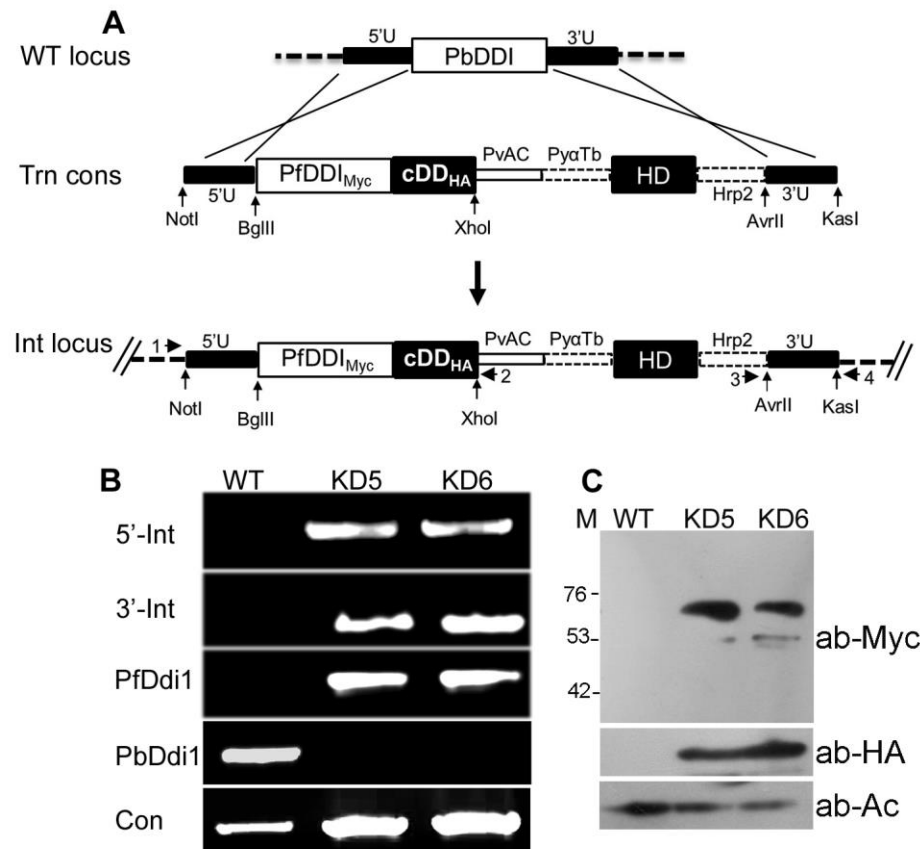 A
WT locus
5'U
PbDDI
3'U
Trn cons
5'U
PfDDIMyc
cDDHA
PvAC
PyαTb
HD
Hrp2
3'U
NotI
BglII
XhoI
AvrII
KasI
Int locus
1
5'U
PfDDIMyc
cDDHA
PvAC
PyαTb
HD
Hrp2
3'U
2
3
4
NotI
BglII
XhoI
AvrII
KasI
B
WT KD5 KD6
5'-Int
3'-Int
PfDdi1
PbDdi1
Con
C
M WT KD5 KD6
76
53
42
ab-Myc
ab-HA
ab-Ac